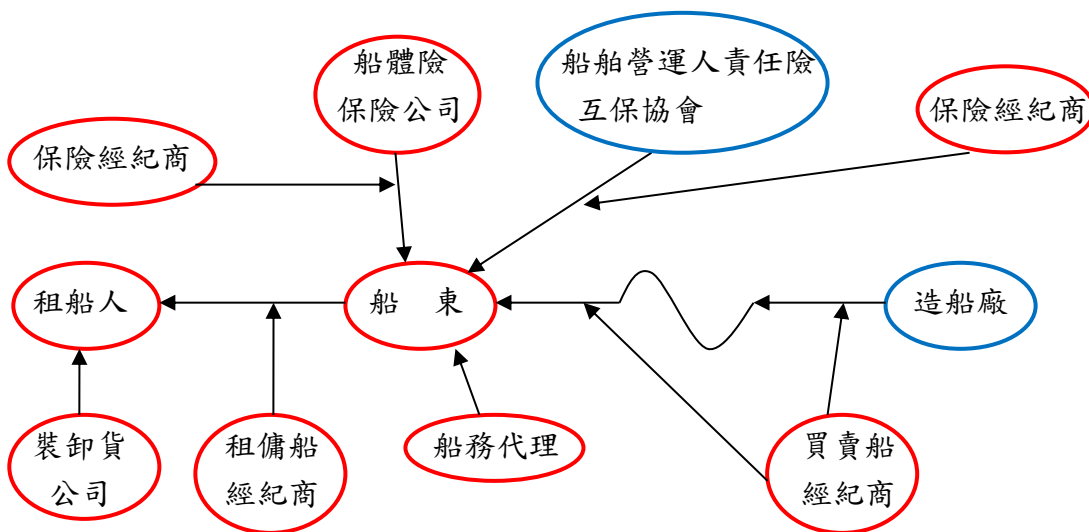 船體險
保險公司
船舶營運人責任險
互保協會
保險經紀商
保險經紀商
租船人
船 東
造船廠
裝卸貨
公司
租傭船
經紀商
船務代理
買賣船
經紀商